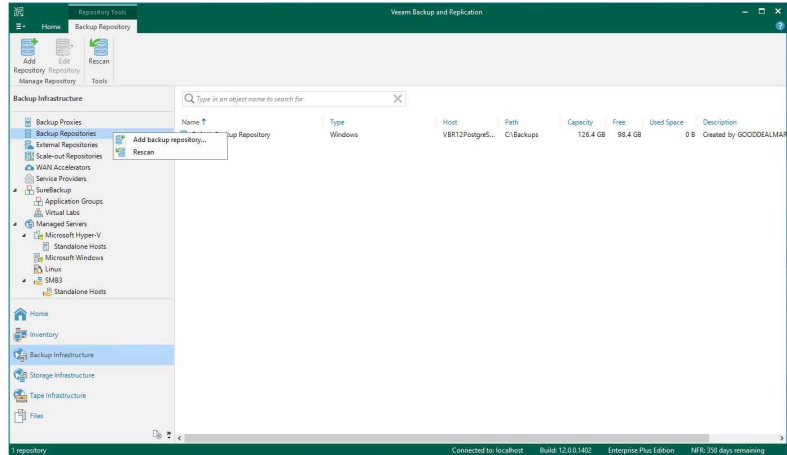 Repository Tools
Veeam Backup and Replication
Home
Backup Repository
Add
Repository
Edit
Repository
Rescan
Manage Repository
Tools
Backup Infrastructure
Type in an object name to search for
Name
Type
Host
Path
Capacity
Free
Used Space
Description
Backup Repository
Windows
VBR12PostgreS...
C:\Backups
126.4 GB
98.4 GB
0 B
Created by GOODDEALMAR
Backup Proxies
Backup Repositories
External Repositories
Scale-out Repositories
WAN Accelerators
Service Providers
SureBackup
Application Groups
Virtual Labs
Managed Servers
Microsoft Hyper-V
Standalone Hosts
Microsoft Windows
Linux
SMB3
Standalone Hosts
Add backup repository...
Rescan
Home
Inventory
Backup Infrastructure
Storage Infrastructure
Tape Infrastructure
Files
1 repository
Connected to: localhost
Build: 12.0.0.1402
Enterprise Plus Edition
NFR: 358 days remaining